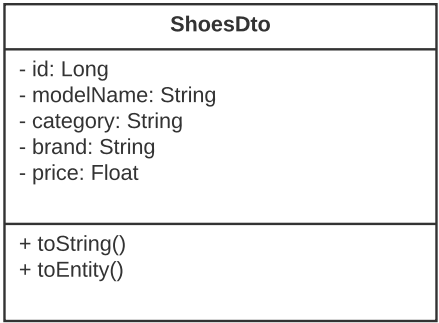 ShoesDto
- id: Long
- modelName: String
- category: String
- brand: String
- price: Float
+ toString()
+ toEntity()